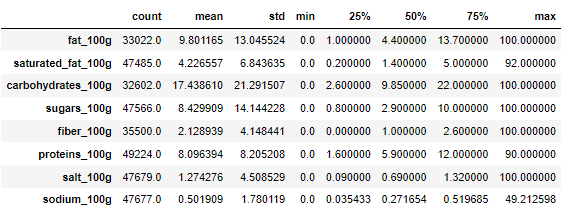 count mean std min 25% 50% 75% max
fat_100g 33022.0 9.801165 13.045524 0.0 1.000000 4.400000 13.700000 100.000000
saturated_fat_100g 47485.0 4.226557 6.843635 0.0 0.200000 1.400000 5.000000 92.000000
carbohydrates_100g 32602.0 17.438610 21.291507 0.0 2.600000 9.850000 22.000000 100.000000
sugars_100g 47566.0 8.429909 14.144228 0.0 0.800000 2.900000 10.000000 100.000000
fiber_100g 35500.0 2.128939 4.148441 0.0 0.000000 1.000000 2.600000 100.000000
proteins_100g 49224.0 8.096394 8.205208 0.0 1.600000 5.900000 12.000000 90.000000
salt_100g 47679.0 1.274276 4.508529 0.0 0.090000 0.690000 1.320000 100.000000
sodium_100g 47677.0 0.501909 1.780119 0.0 0.035433 0.271654 0.519685 49.212598